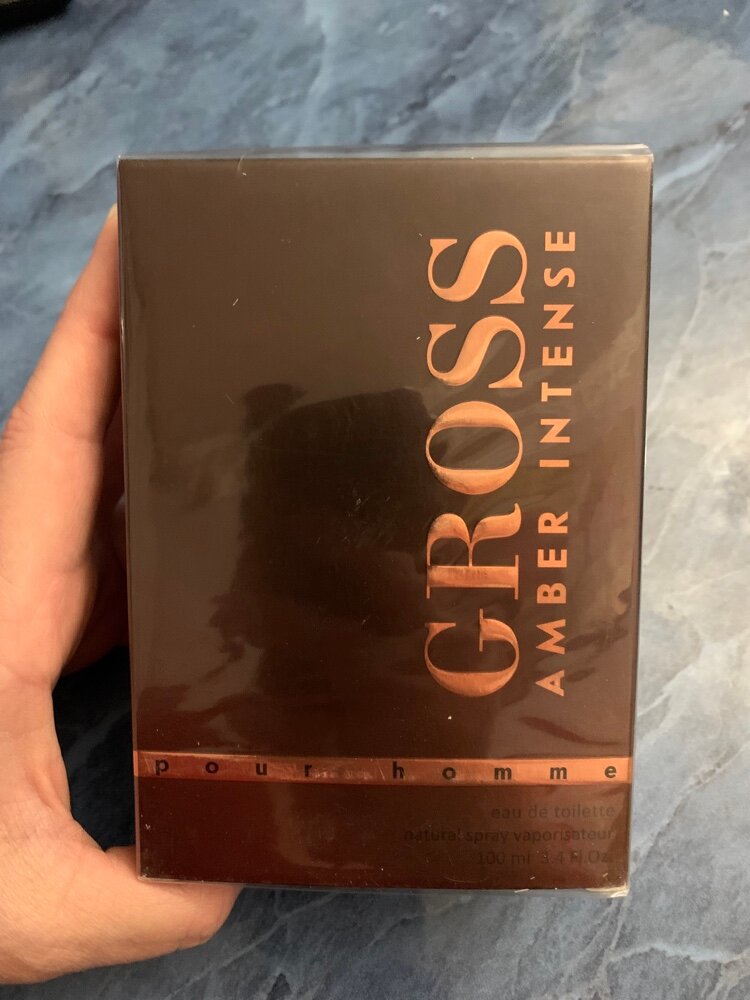 GROSS
AMBER INTENSE
pour homme
eau de toilette
natural spray vaporisateur
100 ml 3.4 Fl.Oz.